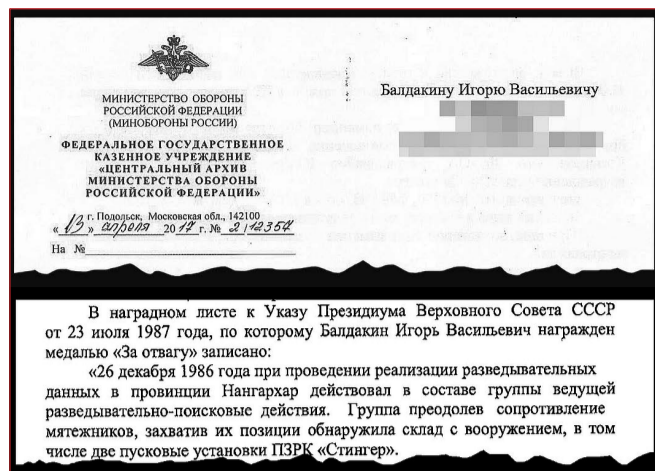 МИНИСТЕРСТВО ОБОРОНЫ
РОССИЙСКОЙ ФЕДЕРАЦИИ
(МИНОБОРОНЫ РОССИИ)
ФЕДЕРАЛЬНОЕ ГОСУДАРСТВЕННОЕ
КАЗЕННОЕ УЧРЕЖДЕНИЕ
«ЦЕНТРАЛЬНЫЙ АРХИВ
МИНИСТЕРСТВА ОБОРОНЫ
РОССИЙСКОЙ ФЕДЕРАЦИИ»
г. Подольск, Московская обл., 142100
«13» апреля 2017 г. № 2/12354
На №
Балдакину Игорю Васильевичу
В наградном листе к Указу Президиума Верховного Совета СССР
от 23 июля 1987 года, по которому Балдакин Игорь Васильевич награжден
медалью «За отвагу» записано:
«26 декабря 1986 года при проведении реализации разведывательных
данных в провинции Нангархар действовал в составе группы ведущей
разведывательно-поисковые действия. Группа преодолев сопротивление
мятежников, захватив их позиции обнаружила склад с вооружением, в том
числе две пусковые установки ПЗРК «Стингер».